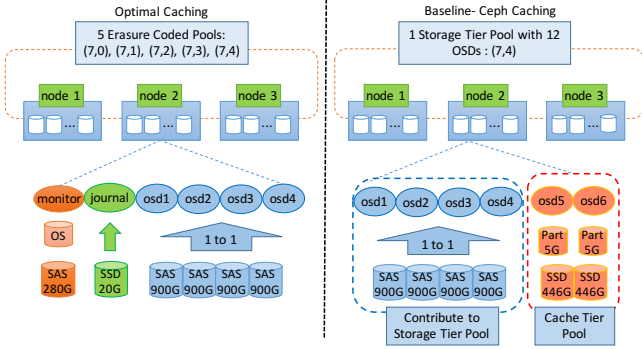 Optimal Caching
5 Erasure Coded Pools:
(7,0), (7,1), (7,2), (7,3), (7,4)
node 1
node 2
node 3
...
...
...
monitor
journal
osd1
osd2
osd3
osd4
OS
1 to 1
SAS
280G
SSD
20G
SAS
900G
SAS
900G
SAS
900G
SAS
900G
Baseline- Ceph Caching
1 Storage Tier Pool with 12
OSDs : (7,4)
node 1
node 2
node 3
...
...
...
osd1
osd2
osd3
osd4
osd5
osd6
1 to 1
Part
5G
Part
5G
SAS
900G
SAS
900G
SAS
900G
SAS
900G
SSD
446G
SSD
446G
Contribute to
Storage Tier Pool
Cache Tier
Pool